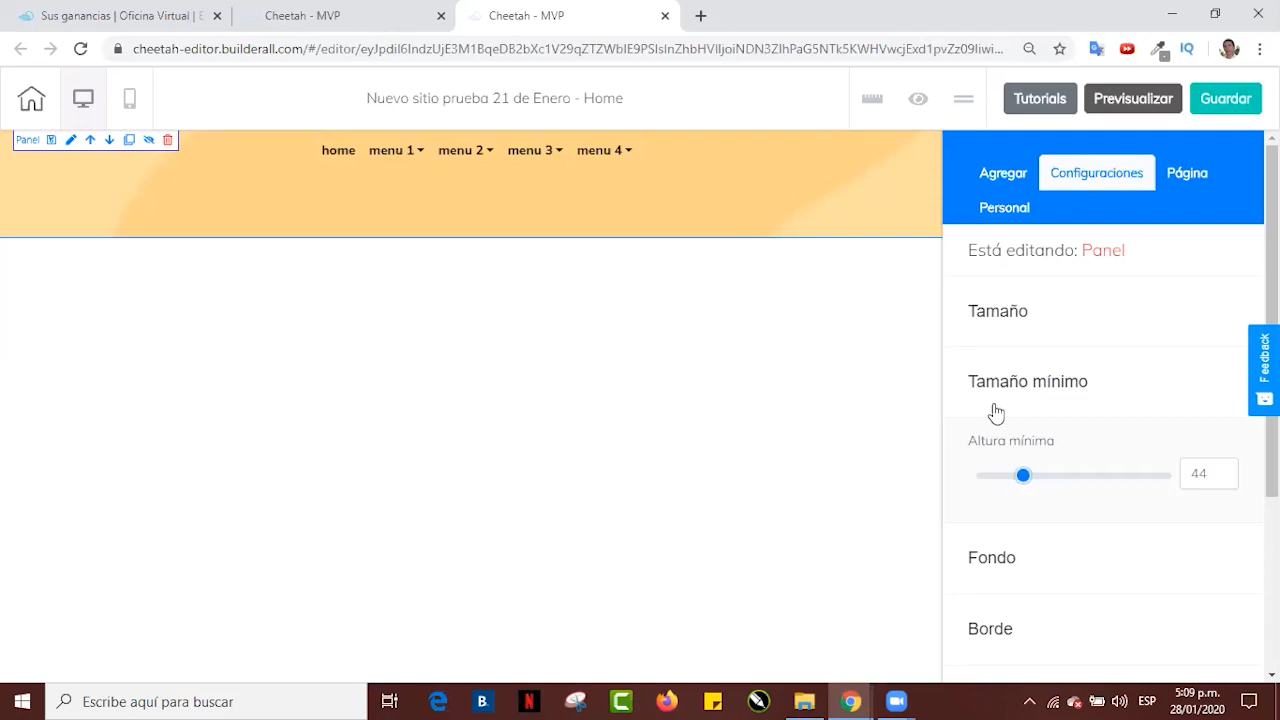 Sus ganancias | Oficina Virtual | E
Cheetah - MVP
Cheetah - MVP
cheetah-editor.builderall.com/#/editor/eyJpdiI6IndzUjE3M1BqeDB2bXc1V29qZTZWblE9PSIsInZhbHVlIjoiNDN3ZlhPaG5NTk5KWHVwcjExd1pvZz09Iiwi...
IQ
Nuevo sitio prueba 21 de Enero - Home
Tutorials
Previsualizar
Guardar
Panel
home
menu 1
menu 2
menu 3
menu 4
Agregar
Configuraciones
Página
Personal
Está editando: Panel
Tamaño
Tamaño mínimo
Feedback
Altura mínima
44
Fondo
Borde
Escribe aquí para buscar
B.
N
C
ESP
5:09 p.m.
28/01/2020